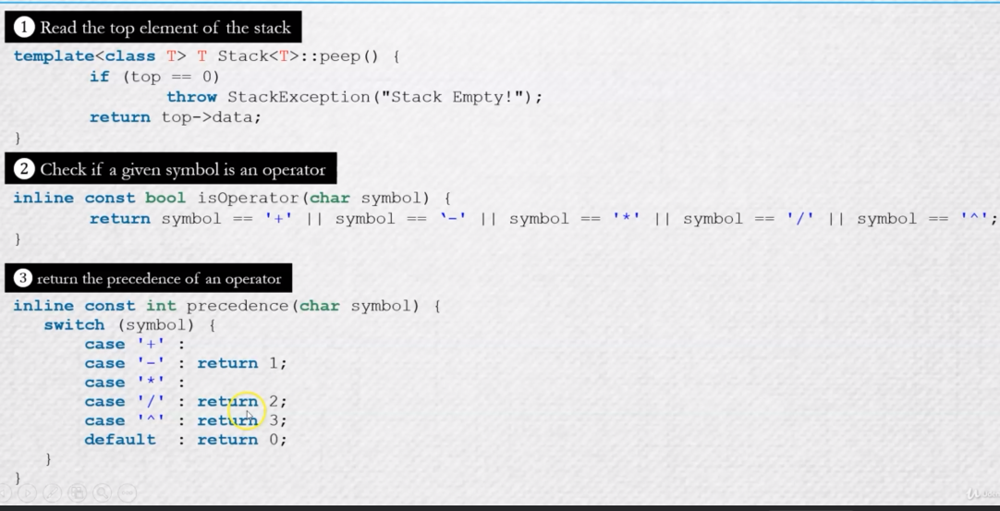 1 Read the top element of the stack
template<class T> T Stack<T>::peep() {
if (top == 0)
throw StackException("Stack Empty!");
return top->data;
}
2 Check if a given symbol is an operator
inline const bool isOperator(char symbol) {
return symbol == '+' || symbol == `-' || symbol == '*' || symbol == '/' || symbol == '^';
}
3 return the precedence of an operator
inline const int precedence(char symbol) {
switch (symbol) {
case '+' :
case '-' : return 1;
case '*' :
case '/' : return 2;
case '^' : return 3;
default : return 0;
}
}